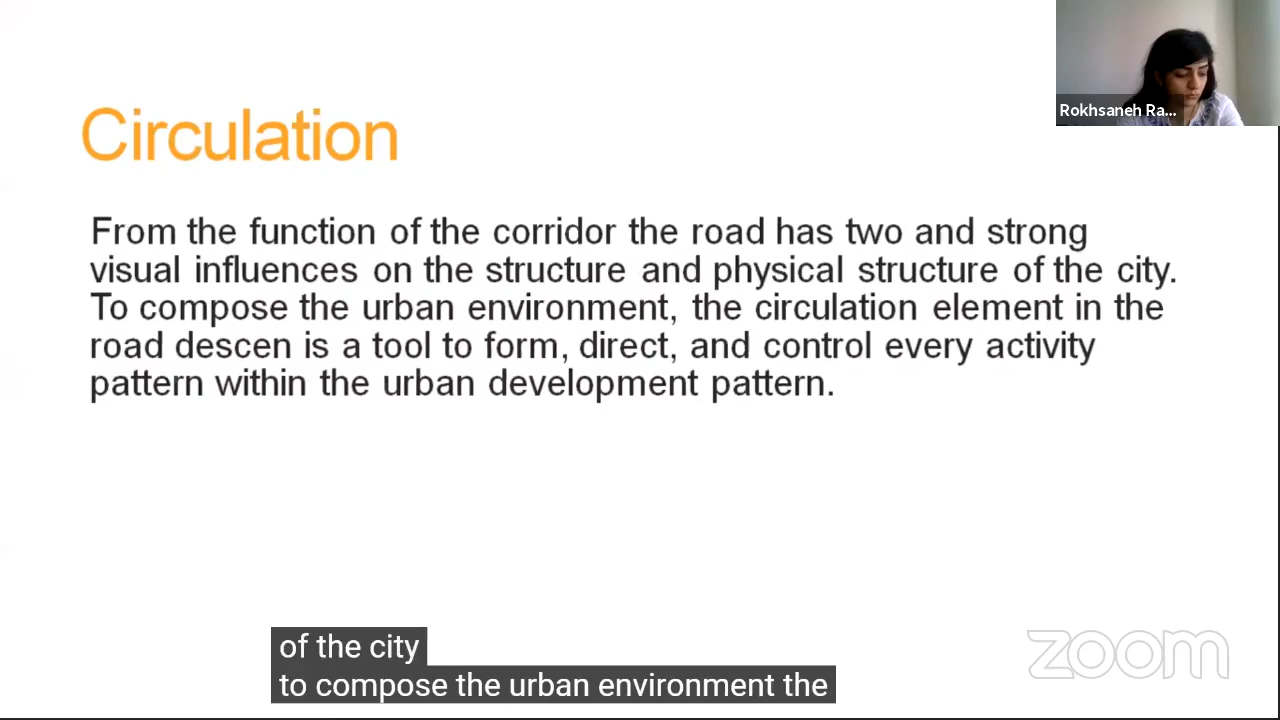 Rokhsaneh Ra...
Circulation
From the function of the corridor the road has two and strong
visual influences on the structure and physical structure of the city.
To compose the urban environment, the circulation element in the
road descen is a tool to form, direct, and control every activity
pattern within the urban development pattern.
of the city
to compose the urban environment the
zoom